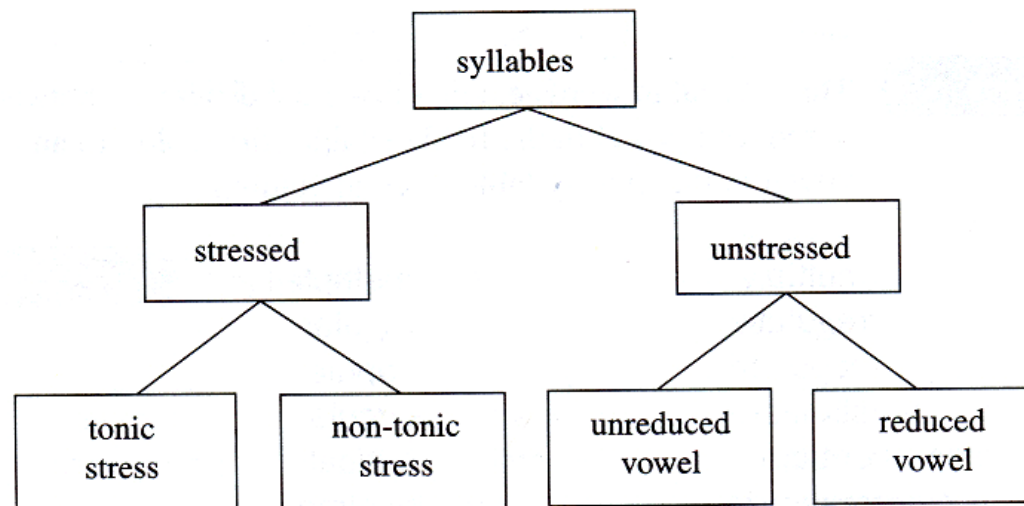 syllables
stressed
unstressed
tonic
stress
non-tonic
stress
unreduced
vowel
reduced
vowel